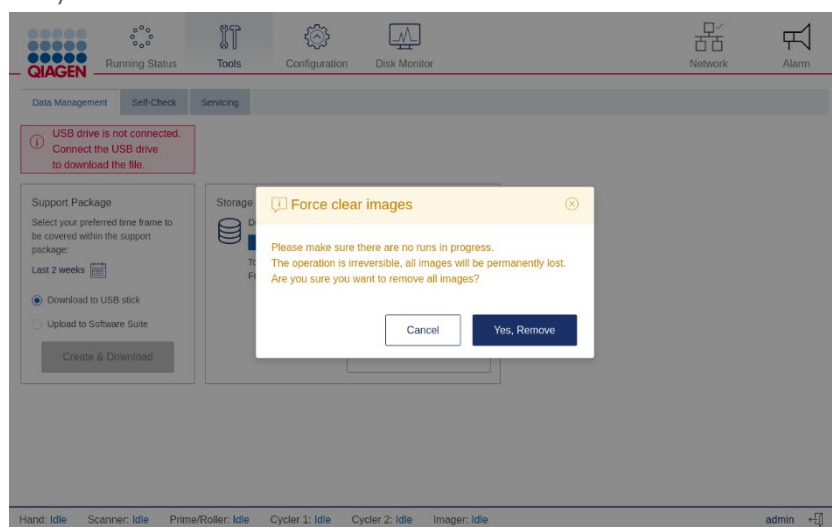 QIAGEN
Running Status
Tools
Configuration
Disk Monitor
Network
Alarm
Data Management
Self-Check
Servicing
USB drive is not connected.
Connect the USB drive
to download the file.
Support Package
Select your preferred time frame to
be covered within the support
package:
Last 2 weeks
Download to USB stick
Upload to Software Suite
Create & Download
Storage
Force clear images
Please make sure there are no runs in progress.
The operation is irreversible, all images will be permanently lost.
Are you sure you want to remove all images?
Cancel
Yes, Remove
Hand: Idle Scanner: Idle Prime/Roller: Idle Cycler 1: Idle Cycler 2: Idle Imager: Idle
admin